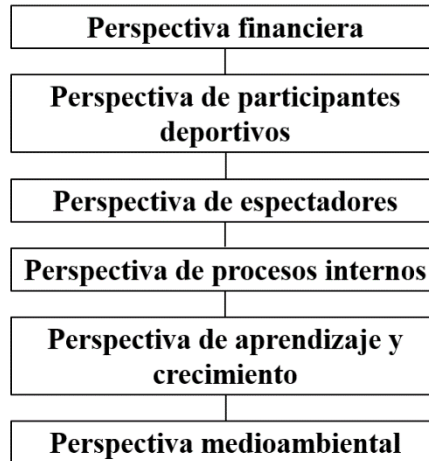 Perspectiva financiera
Perspectiva de participantes
deportivos
Perspectiva de espectadores
Perspectiva de procesos internos
Perspectiva de aprendizaje y
crecimiento
Perspectiva medioambiental